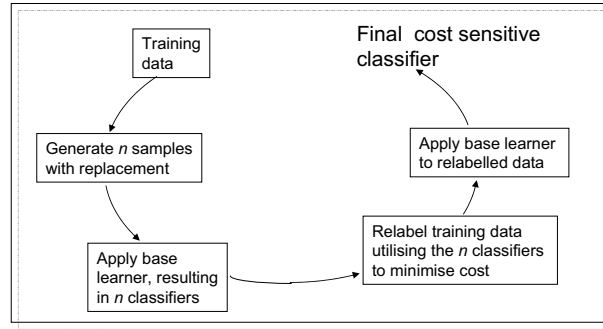 Training
data
Generate n samples
with replacement
Apply base
learner, resulting
in n classifiers
Relabel training data
utilising the n classifiers
to minimise cost
Apply base learner
to relabelled data
Final cost sensitive
classifier